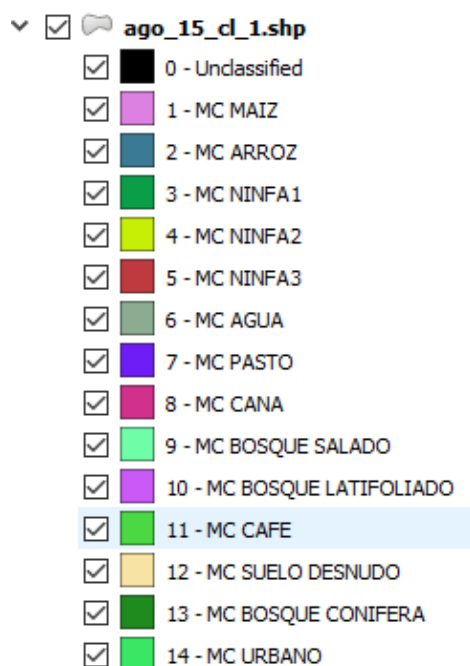 ago_15_cl_1.shp
0 - Unclassified
1 - MC MAIZ
2 - MC ARROZ
3 - MC NINFA1
4 - MC NINFA2
5 - MC NINFA3
6 - MC AGUA
7 - MC PASTO
8 - MC CANA
9 - MC BOSQUE SALADO
10 - MC BOSQUE LATIFOLIADO
11 - MC CAFE
12 - MC SUELO DESNUDO
13 - MC BOSQUE CONIFERA
14 - MC URBANO